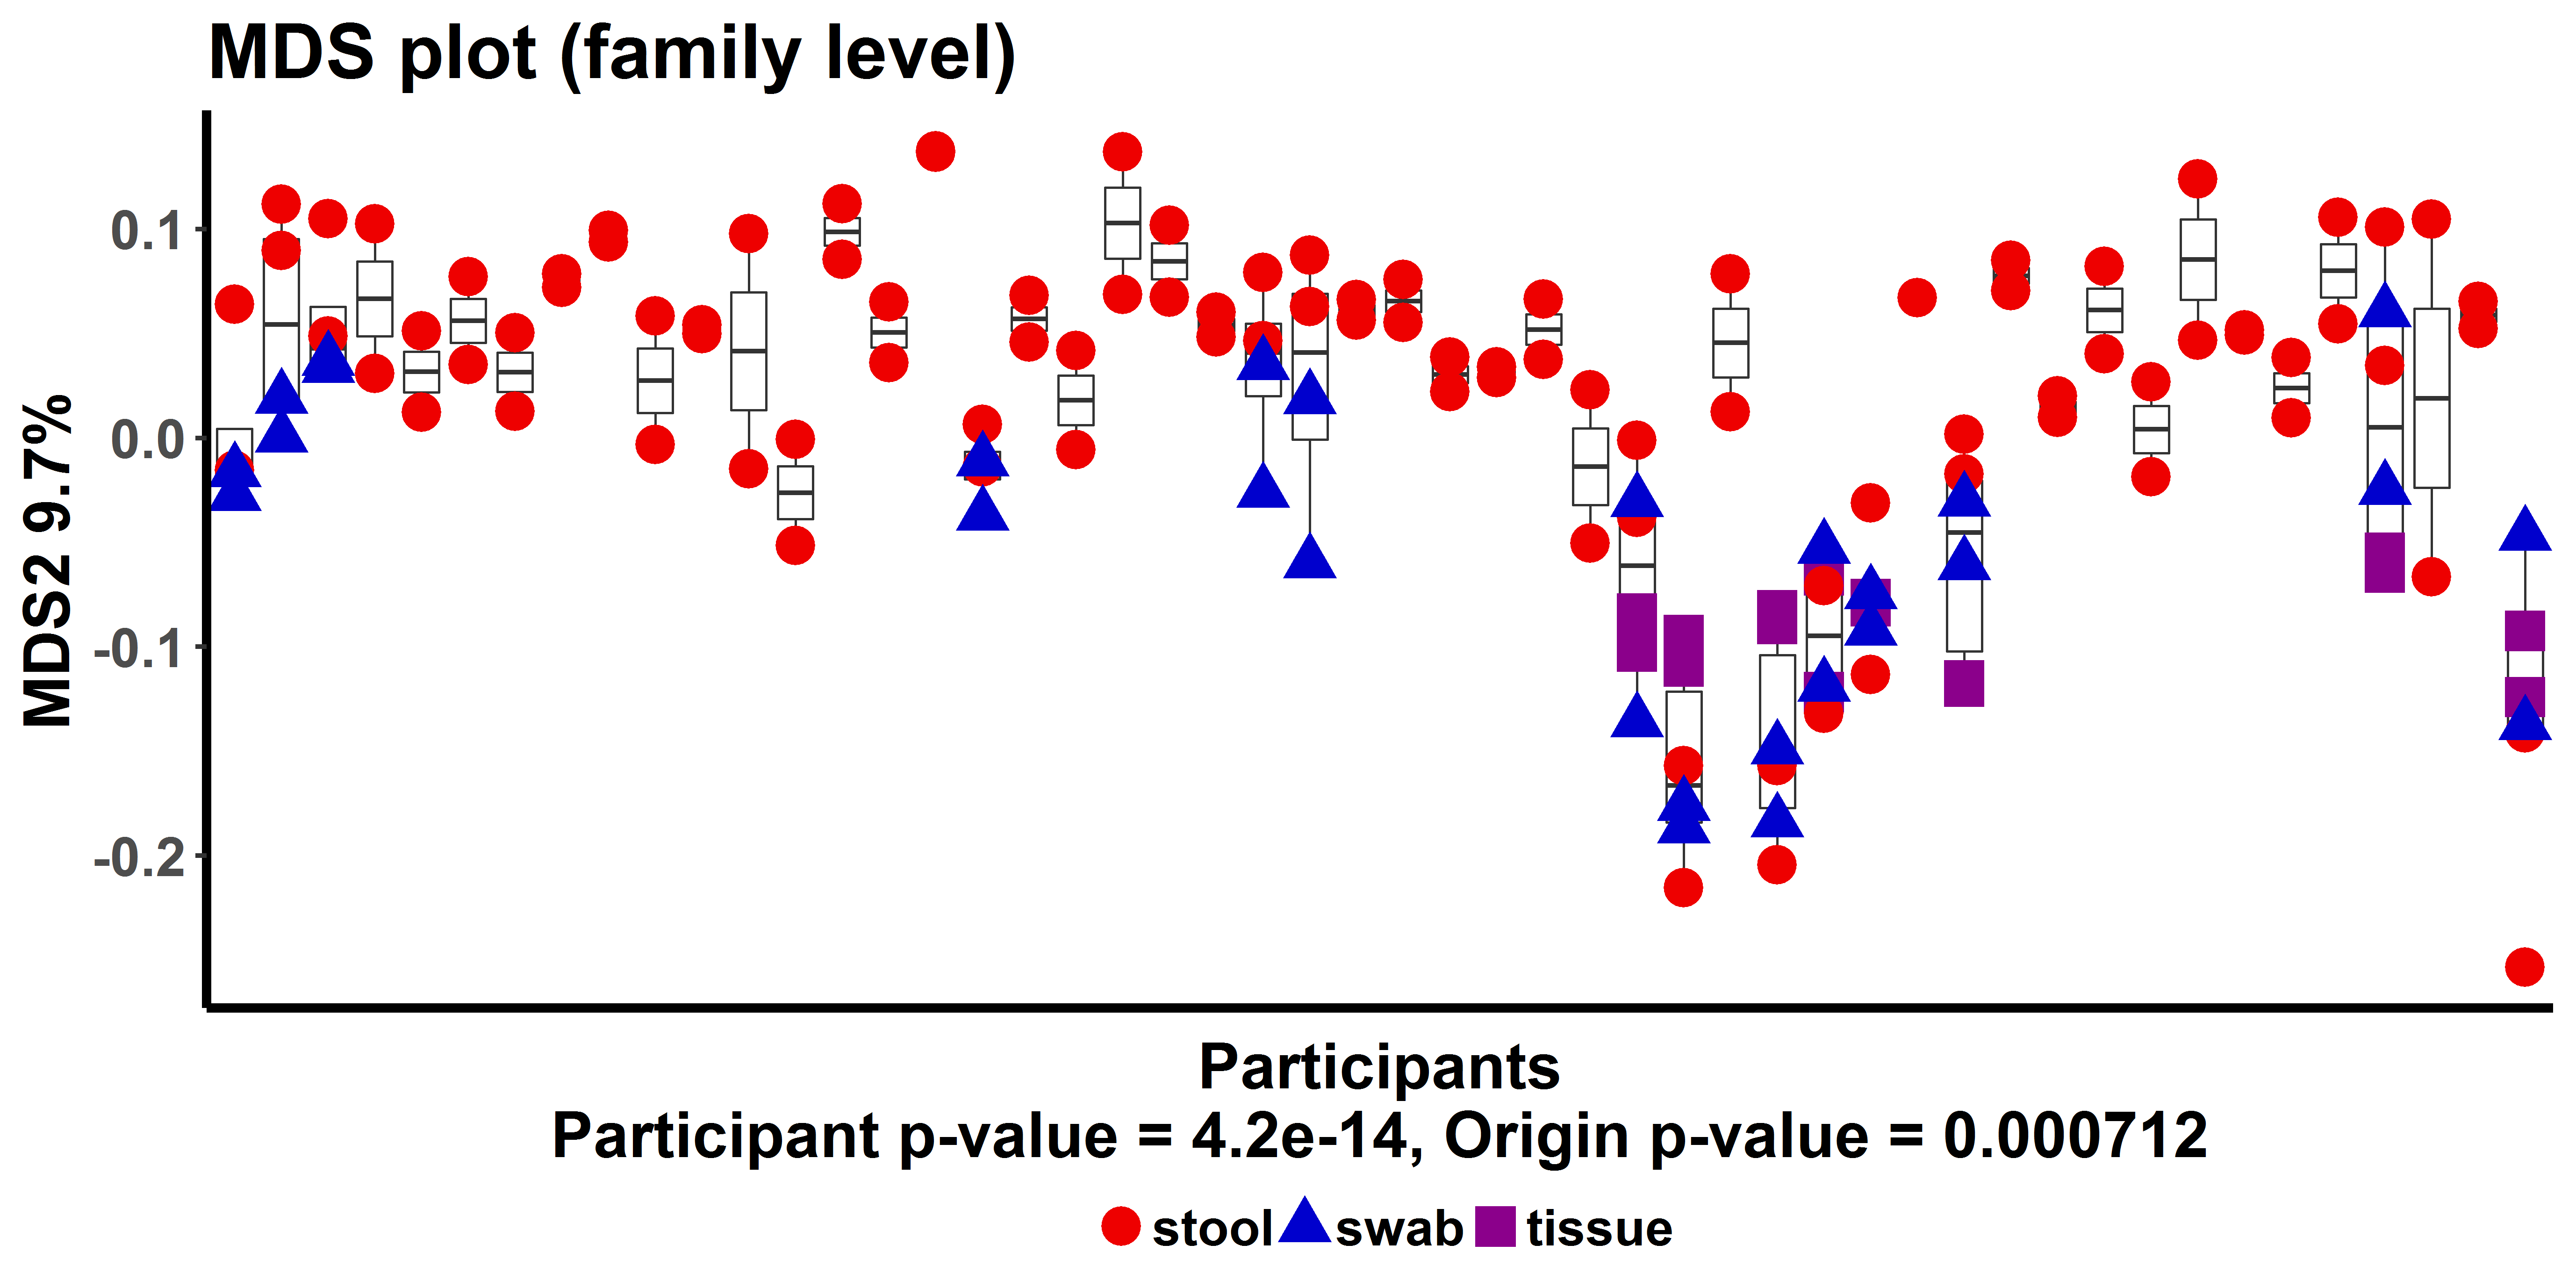 MDS plot (family level)
MDS2 9.7%
0.1
0.0
-0.1
-0.2
Participants
Participant p-value = 4.2e-14, Origin p-value = 0.000712
stool swab tissue